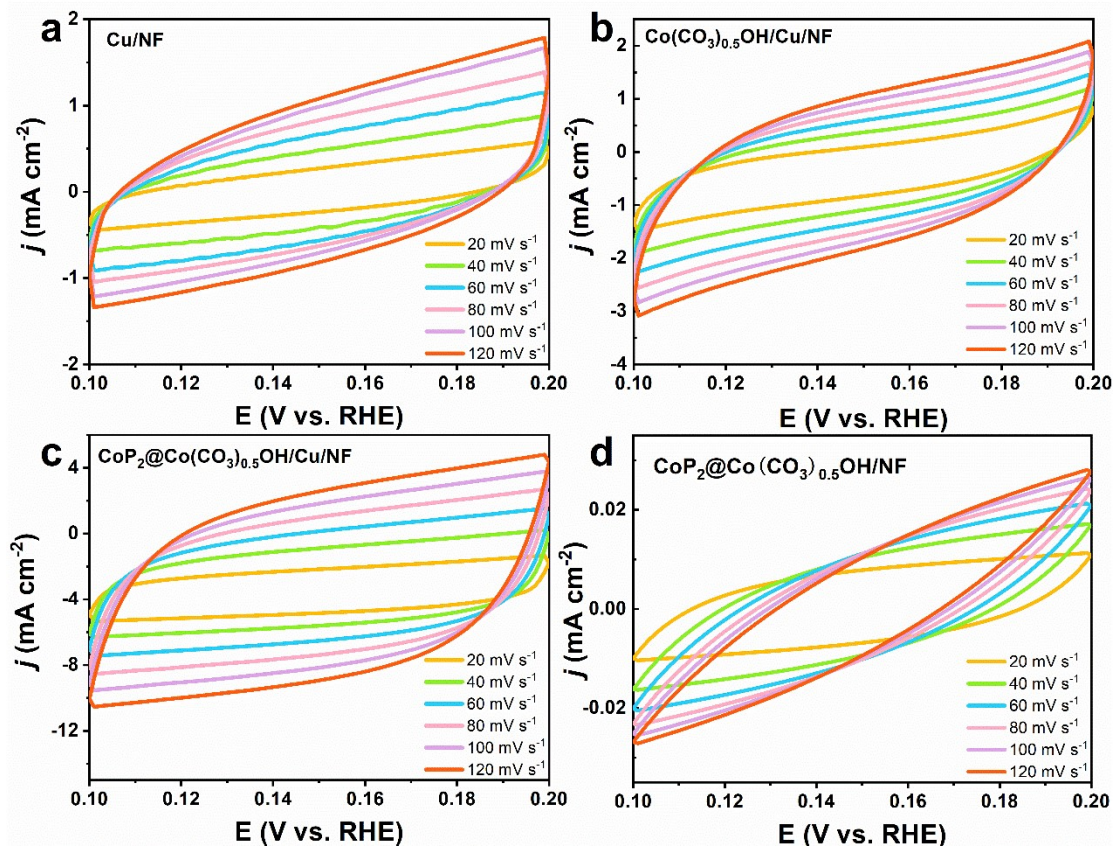 a
Cu/NF
2
1
0
-1
-2
j (mA cm⁻²)
20 mV s⁻¹
40 mV s⁻¹
60 mV s⁻¹
80 mV s⁻¹
100 mV s⁻¹
120 mV s⁻¹
0.10 0.12 0.14 0.16 0.18 0.20
E (V vs. RHE)
b
Co(CO₃)₀.₅OH/Cu/NF
2
1
0
-1
-2
-3
-4
j (mA cm⁻²)
20 mV s⁻¹
40 mV s⁻¹
60 mV s⁻¹
80 mV s⁻¹
100 mV s⁻¹
120 mV s⁻¹
0.10 0.12 0.14 0.16 0.18 0.20
E (V vs. RHE)
c
CoP₂@Co(CO₃)₀.₅OH/Cu/NF
4
0
-4
-8
-12
j (mA cm⁻²)
20 mV s⁻¹
40 mV s⁻¹
60 mV s⁻¹
80 mV s⁻¹
100 mV s⁻¹
120 mV s⁻¹
0.10 0.12 0.14 0.16 0.18 0.20
E (V vs. RHE)
d
CoP₂@Co（CO₃）₀.₅OH/NF
0.02
0.00
-0.02
j (mA cm⁻²)
20 mV s⁻¹
40 mV s⁻¹
60 mV s⁻¹
80 mV s⁻¹
100 mV s⁻¹
120 mV s⁻¹
0.10 0.12 0.14 0.16 0.18 0.20
E (V vs. RHE)